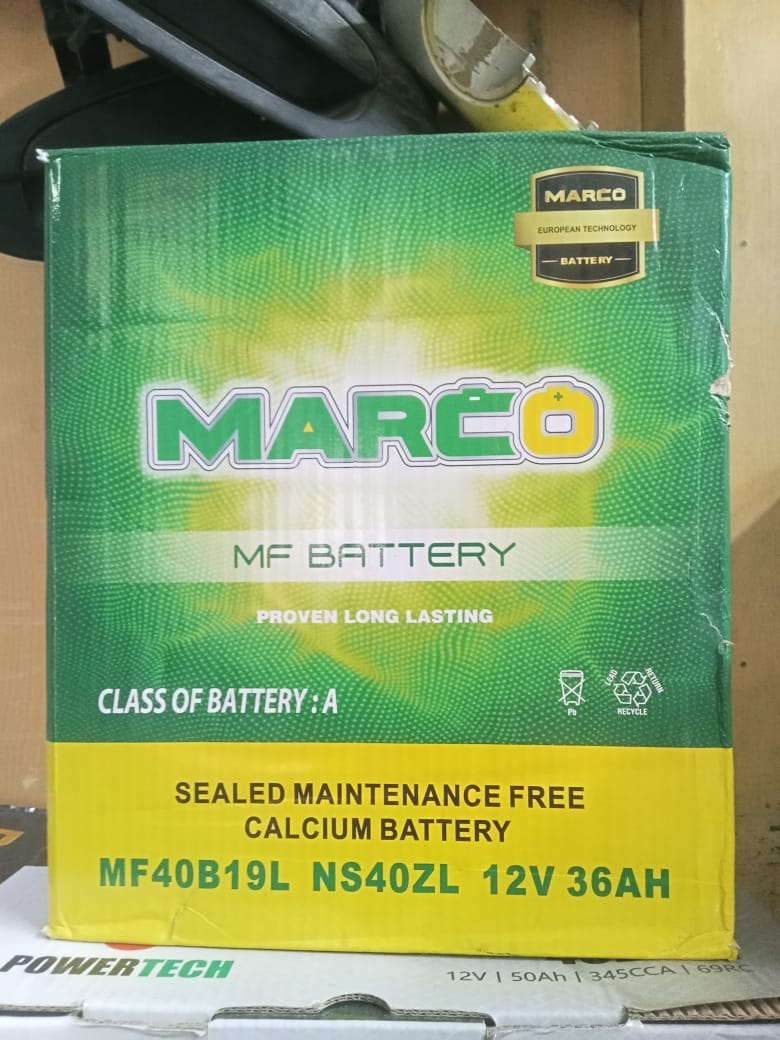 MARCO
EUROPEAN TECHNOLOGY
BATTERY
MARCO
MF BATTERY
PROVEN LONG LASTING
CLASS OF BATTERY : A
Pb
LEAD
RETURN
RECYCLE
SEALED MAINTENANCE FREE
CALCIUM BATTERY
MF40B19L NS40ZL 12V 36AH
POWERTECH
12V | 50Ah | 345CCA | 69RC